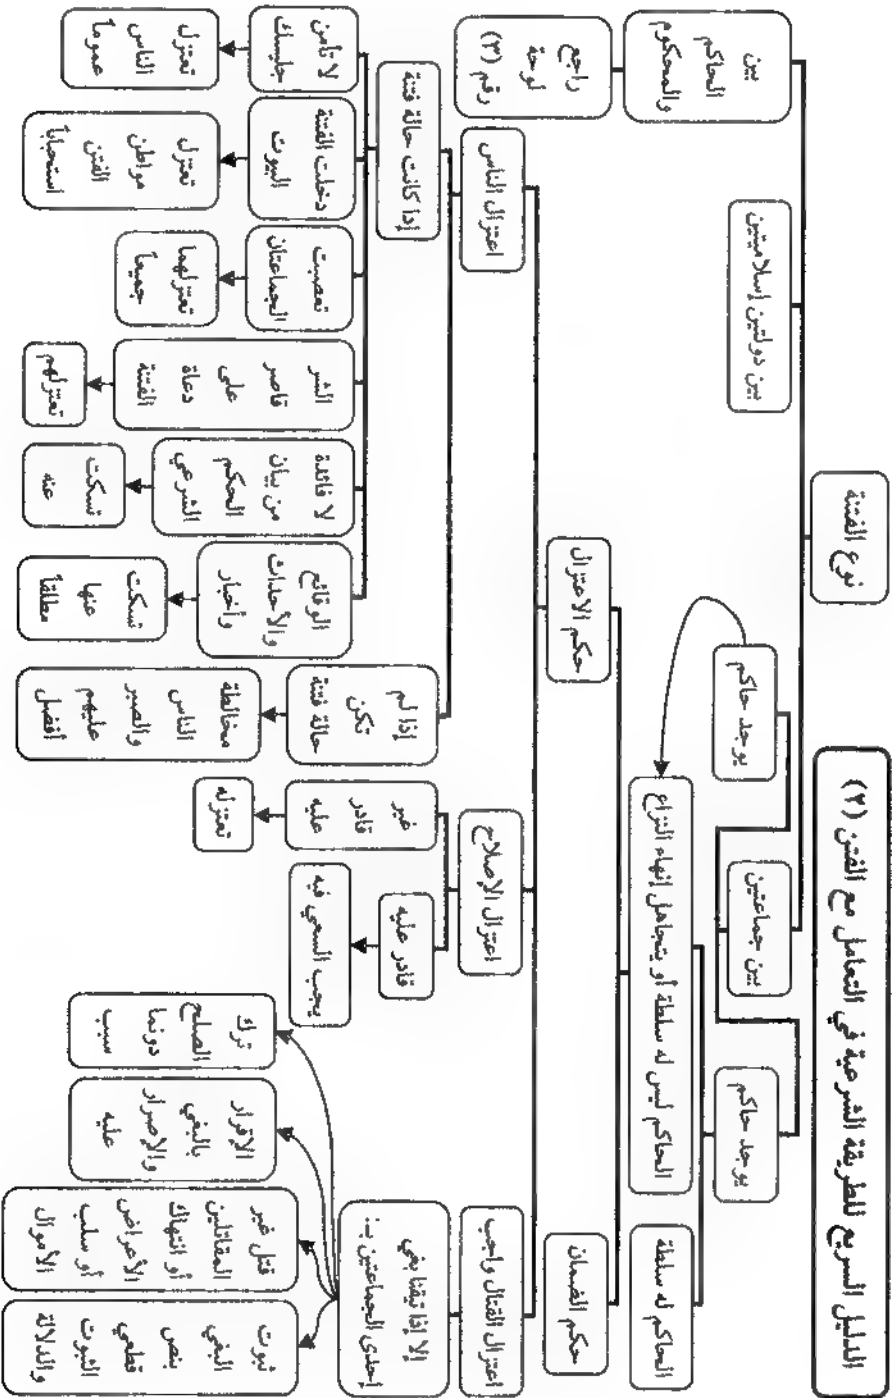 الدليل السريع للطريقة الشرعية في التعامل مع الفتن (٢)
نوع الفتنة
بين
الحاكم
والمحكوم
راجع
لوحة
رقم (٣)
بين دولتين إسلاميتين
بين جماعتين
يوجد حاكم
يوجد حاكم
الحاكم له سلطة
الحاكم ليس له سلطة أو يتجاهل إنهاء النزاع
حكم الضمان
حكم الاعتزال
اعتزال القتال واجب
إلا إذا تيقنا بغي
إحدى الجماعتين بـ:
ثبوت
البغي
بنص
قطعي
الثبوت
والدلالة
قتل غير
المقاتلين
أو انتهاك
الأعراض
أو سلب
الأموال
الإقرار
بالبغي
والإصرار
عليه
ترك
الصلح
دونما
سبب
اعتزال الإصلاح
قادر عليه
يجب السعي فيه
غير
قادر
عليه
تعتزله
اعتزال الناس
إذا لم
تكن
حالة فتنة
مخالطة
الناس
والصبر
عليهم
أفضل
إذا كانت حالة فتنة
الوقائع
والأحداث
وأخبار
تسكت
عنها
مطلقاً
لا فائدة
من بيان
الحكم
الشرعي
تسكت
عنه
الشر
قاصر
على
دعاة
الفتنة
تعتزلهم
تعصبت
الجماعتان
تعتزلهما
جميعاً
دخلت الفتنة
البيوت
تعتزل
مواطن
الفتن
استحباباً
لا تأمن
جليسك
تعتزل
الناس
عموماً